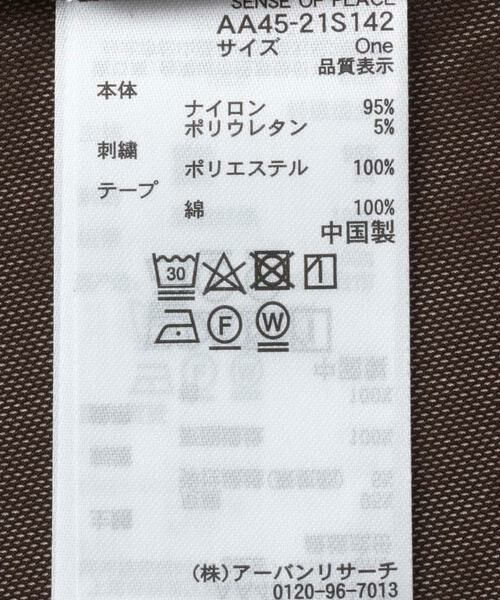 SENSE OF PLACE
AA45-21S142
サイズ One
品質表示
本体
ナイロン 95%
ポリウレタン 5%
刺繍
ポリエステル 100%
テープ
綿 100%
中国製
30
F W
(株)アーバンリサーチ
0120-96-7013